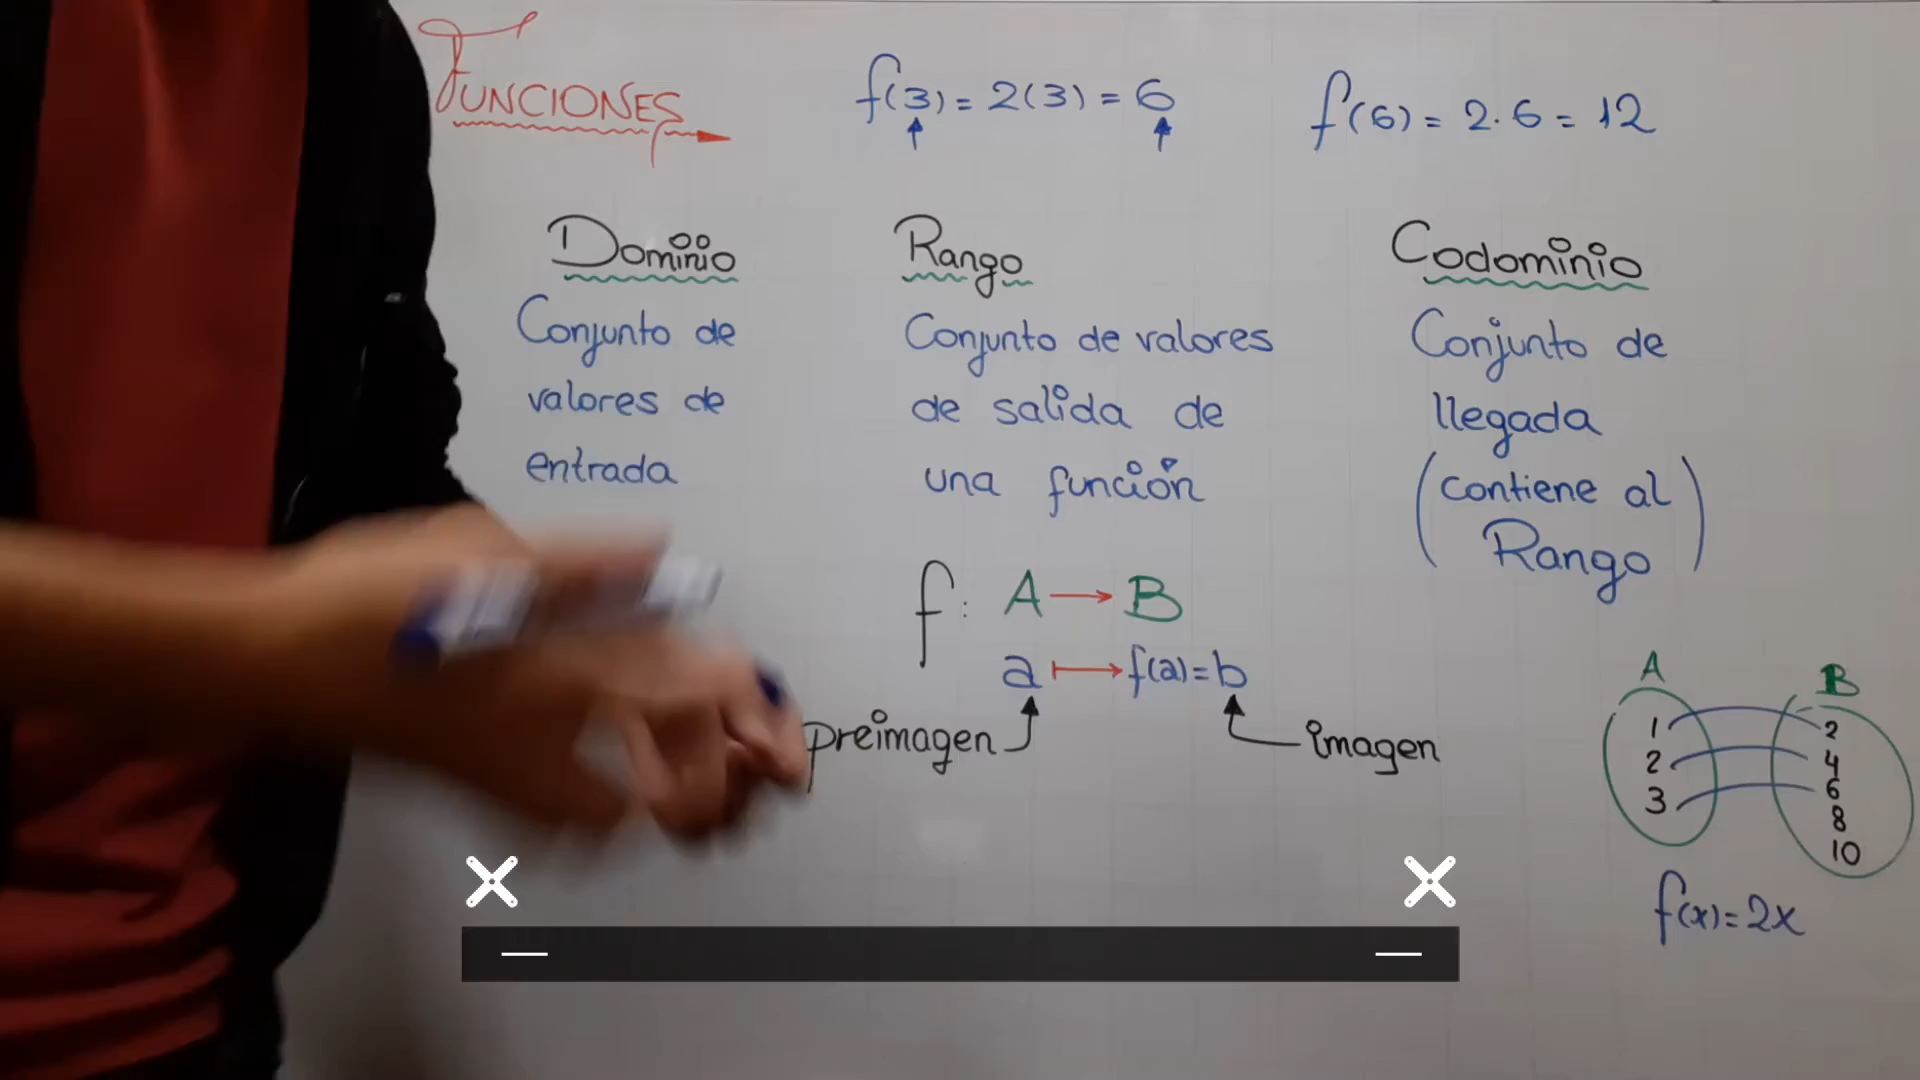 FUNCIONES
f(3) = 2(3) = 6
f(6) = 2·6 = 12
Dominio
Conjunto de
valores de
entrada
Rango
Conjunto de valores
de salida de
una función
Codominio
Conjunto de
llegada
(contiene al
Rango)
f: A → B
a ↦ f(a) = b
preimagen
imagen
A
1
2
3
B
2
4
6
8
10
f(x) = 2x